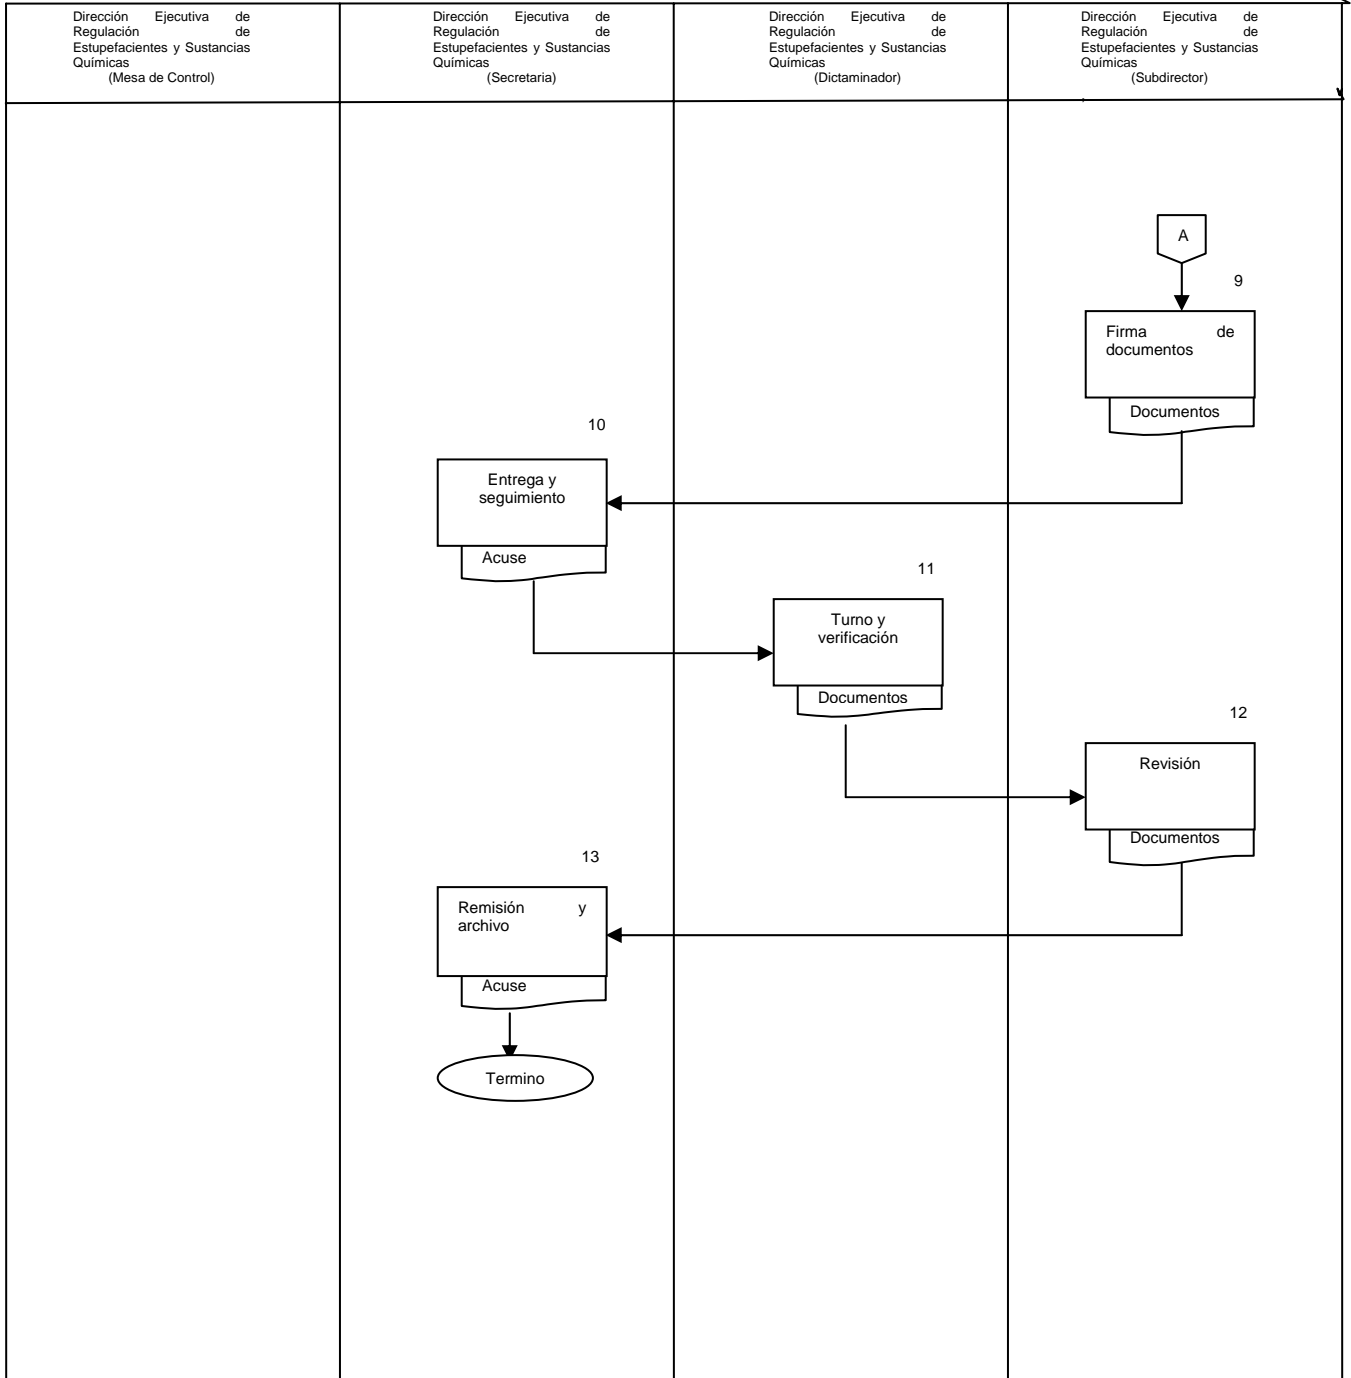 Dirección Ejecutiva de
Regulación de
Estupefacientes y Sustancias
Químicas
(Mesa de Control)
Dirección Ejecutiva de
Regulación de
Estupefacientes y Sustancias
Químicas
(Secretaria)
Dirección Ejecutiva de
Regulación de
Estupefacientes y Sustancias
Químicas
(Dictaminador)
Dirección Ejecutiva de
Regulación de
Estupefacientes y Sustancias
Químicas
(Subdirector)
A
9
Firma de
documentos
Documentos
10
Entrega y
seguimiento
Acuse
11
Turno y
verificación
Documentos
12
Revisión
Documentos
13
Remisión y
archivo
Acuse
Termino